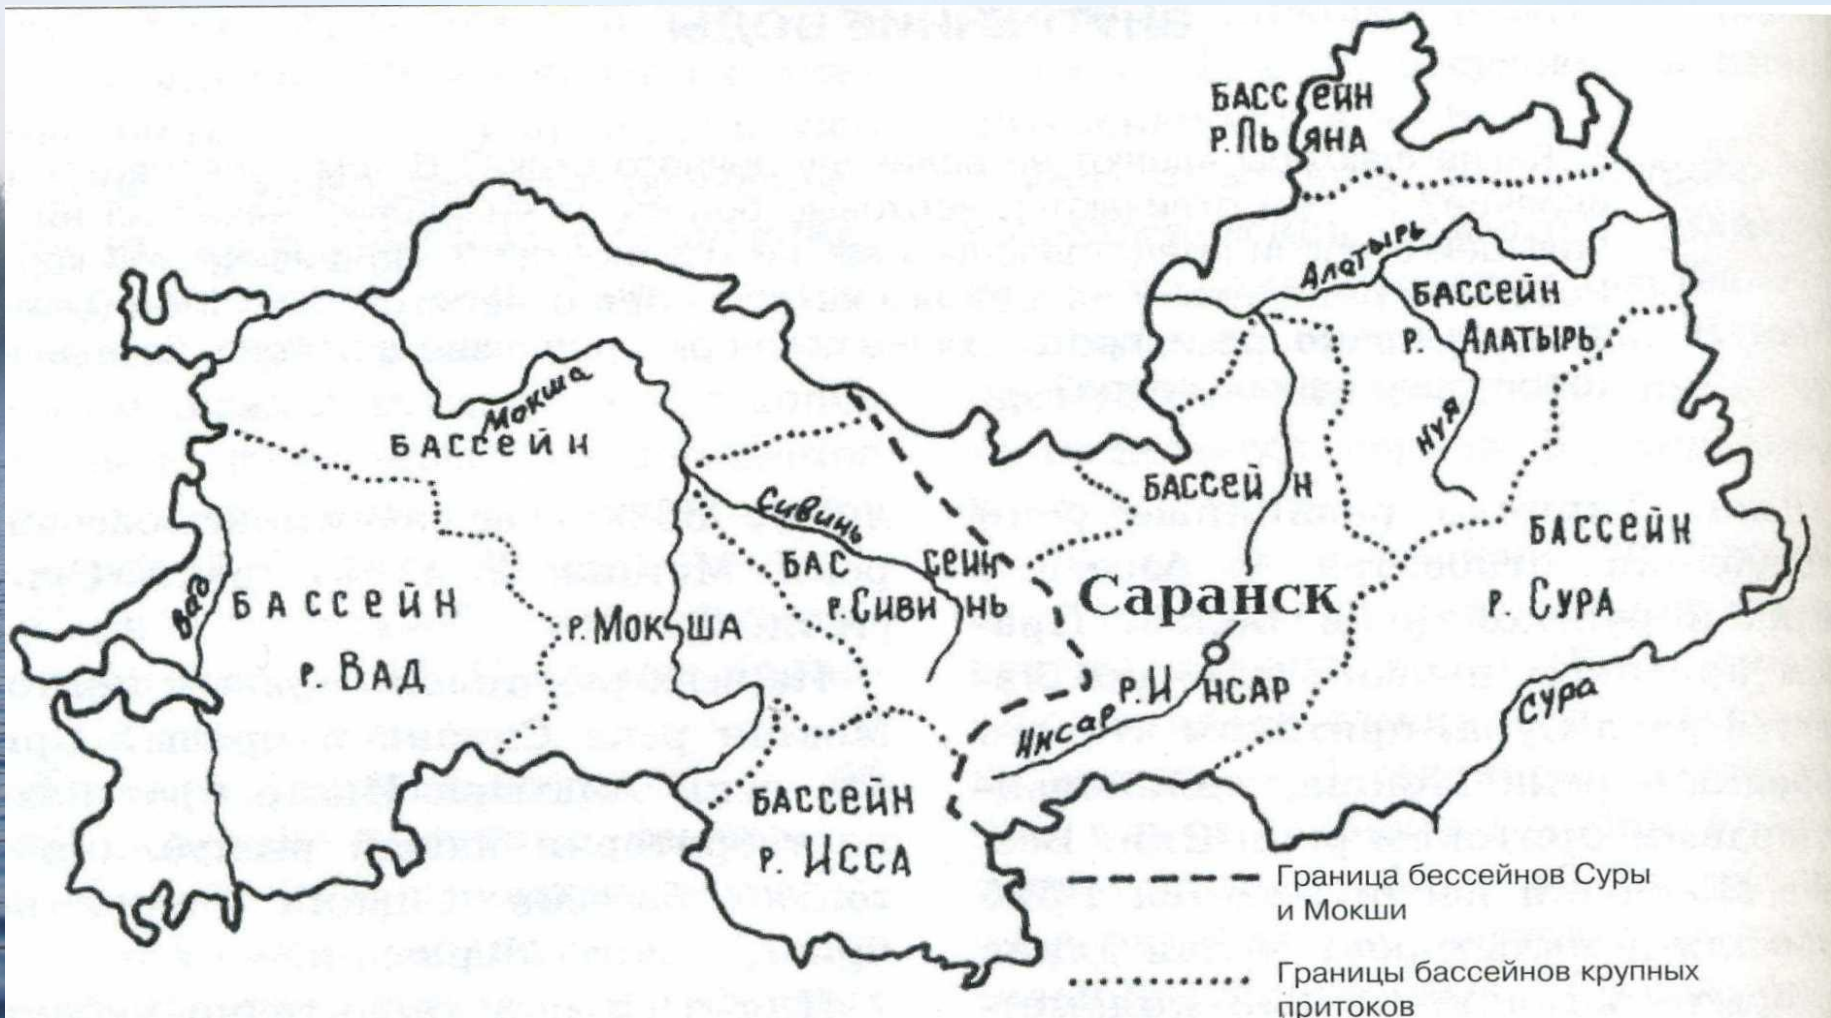 БАССЕЙН
р. ПЬЯНА
Алатырь
БАССЕЙН
р. АЛАТЫРЬ
Мокша
БАССЕЙН
р. МОКША
Нуя
БАССЕЙН
р. ИНСАР
Сивинь
БАССЕЙН
р. СИВИНЬ
БАССЕЙН
р. СУРА
Саранск
Вад
БАССЕЙН
р. ВАД
Инсар
Сура
БАССЕЙН
р. ИССА
Граница бессейнов Суры
и Мокши
Границы бассейнов крупных
притоков